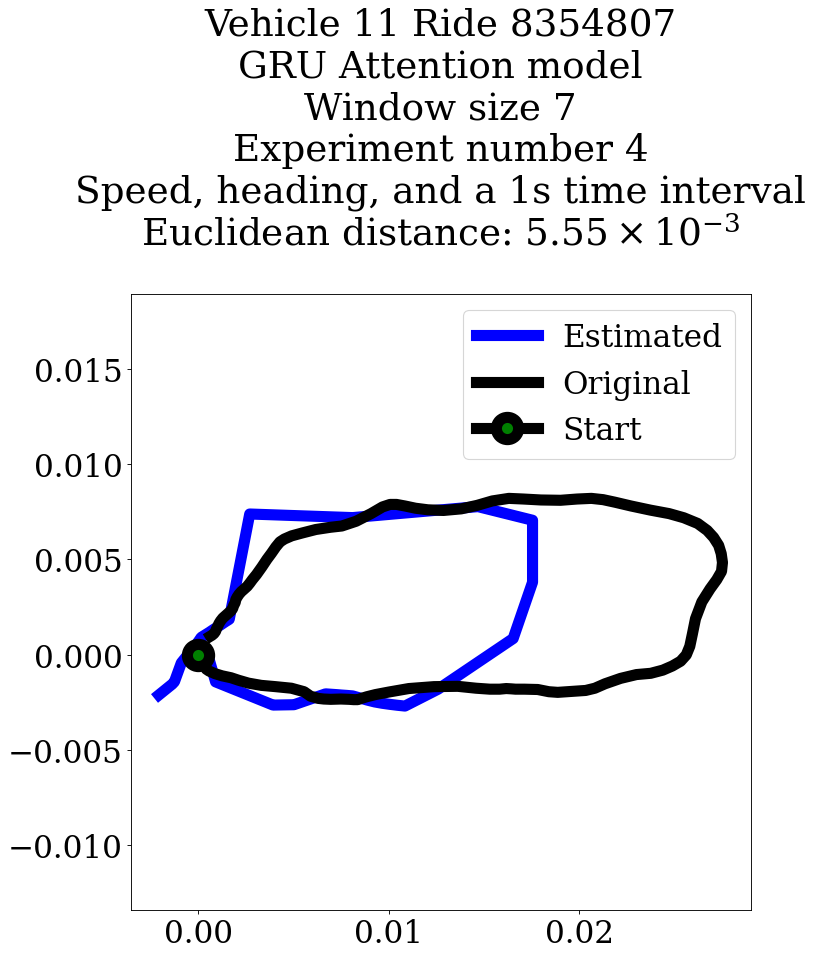 Vehicle 11 Ride 8354807
GRU Attention model
Window size 7
Experiment number 4
Speed, heading, and a 1s time interval
Euclidean distance: 5.55 × 10⁻³
Estimated
Original
Start
0.015
0.010
0.005
0.000
−0.005
−0.010
0.00 0.01 0.02